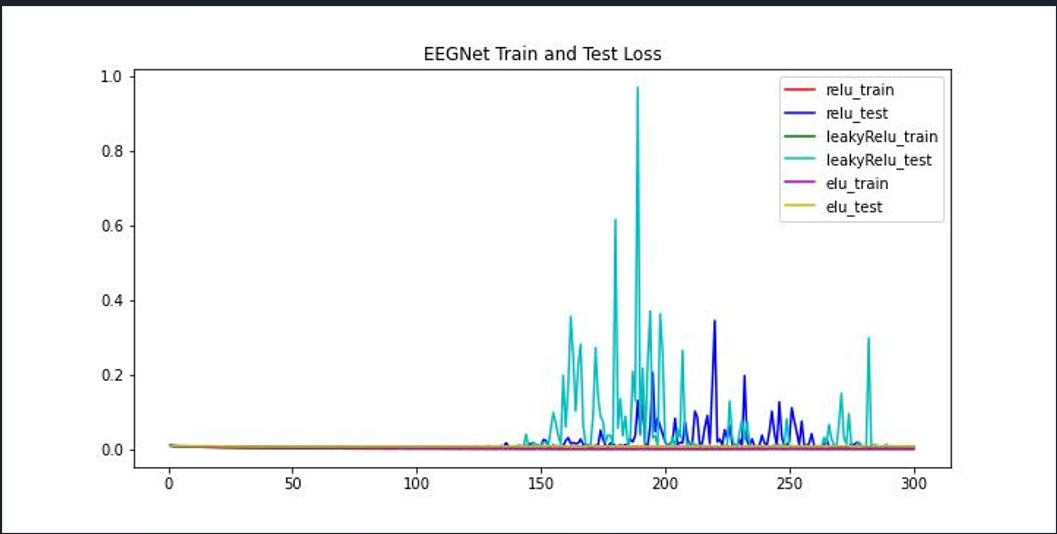 EEGNet Train and Test Loss
1.0
0.8
0.6
0.4
0.2
0.0
relu_train
relu_test
leakyRelu_train
leakyRelu_test
elu_train
elu_test
0 50 100 150 200 250 300